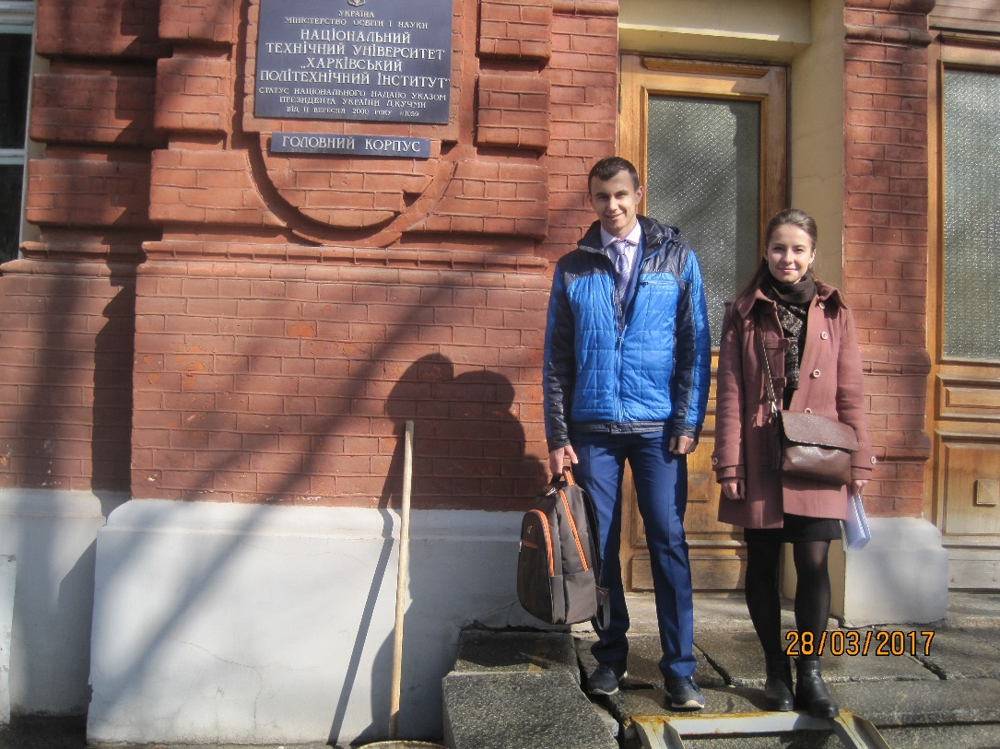 УКРАЇНА
МІНІСТЕРСТВО ОСВІТИ І НАУКИ
НАЦІОНАЛЬНИЙ
ТЕХНІЧНИЙ УНІВЕРСИТЕТ
„ХАРКІВСЬКИЙ
ПОЛІТЕХНІЧНИЙ ІНСТИТУТ"
СТАТУС НАЦІОНАЛЬНОГО НАДАНО УКАЗОМ
ПРЕЗИДЕНТА УКРАЇНИ Л.КУЧМИ
ВІД 11 ВЕРЕСНЯ 2000 РОКУ №1059
ГОЛОВНИЙ КОРПУС
28/03/2017